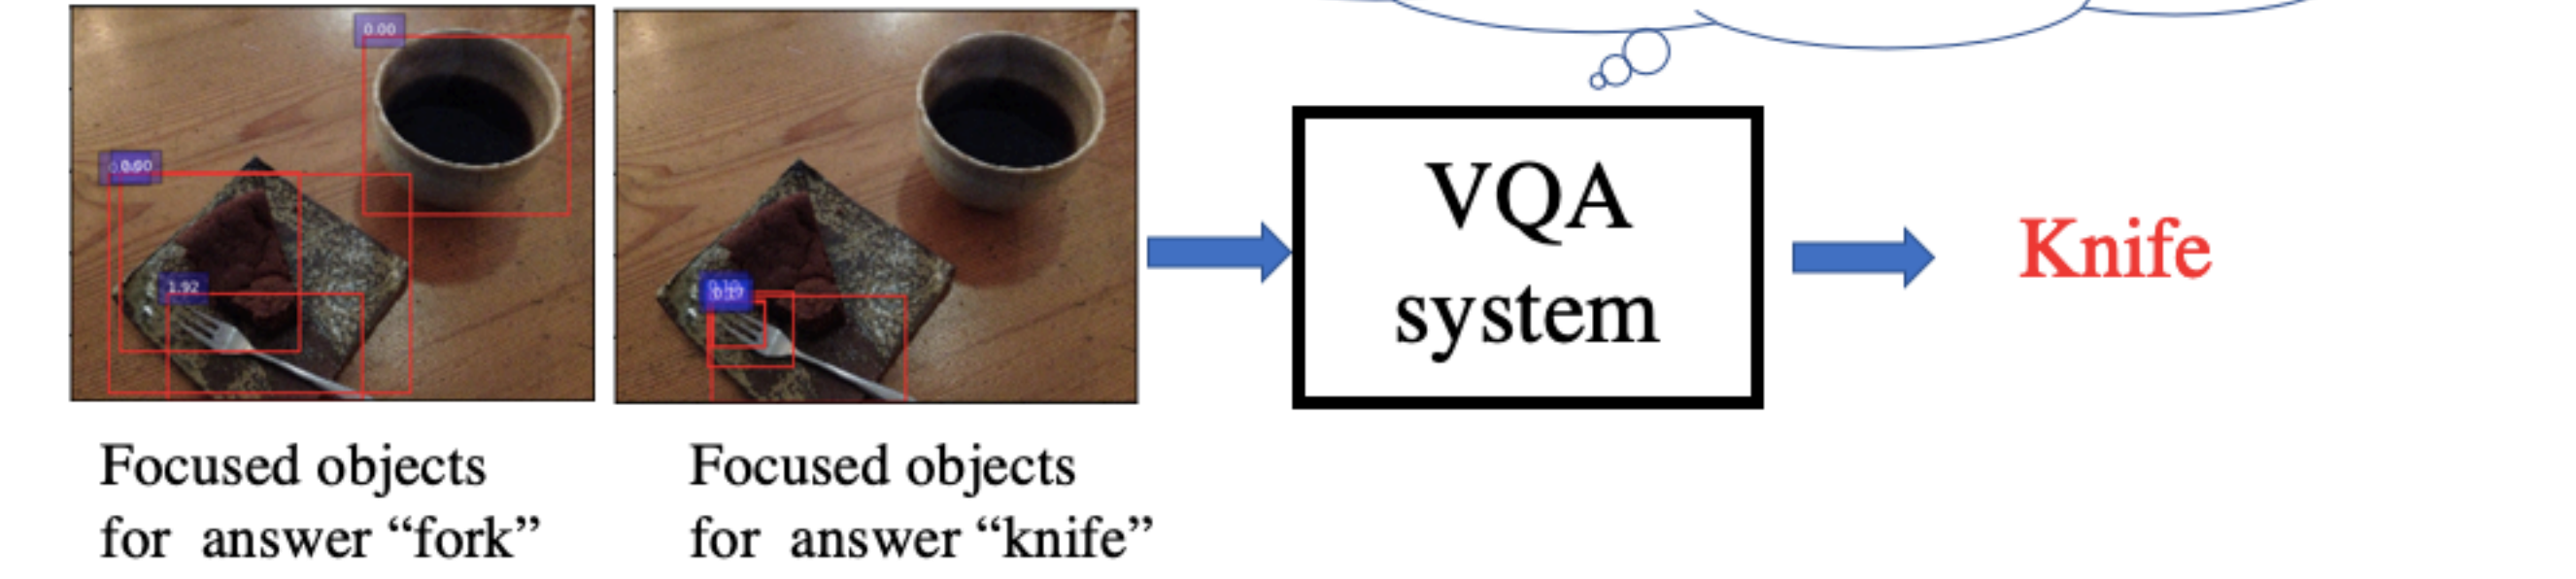 0.00
0.00
1.92
VQA
system
Knife
Focused objects
for answer “fork”
Focused objects
for answer “knife”